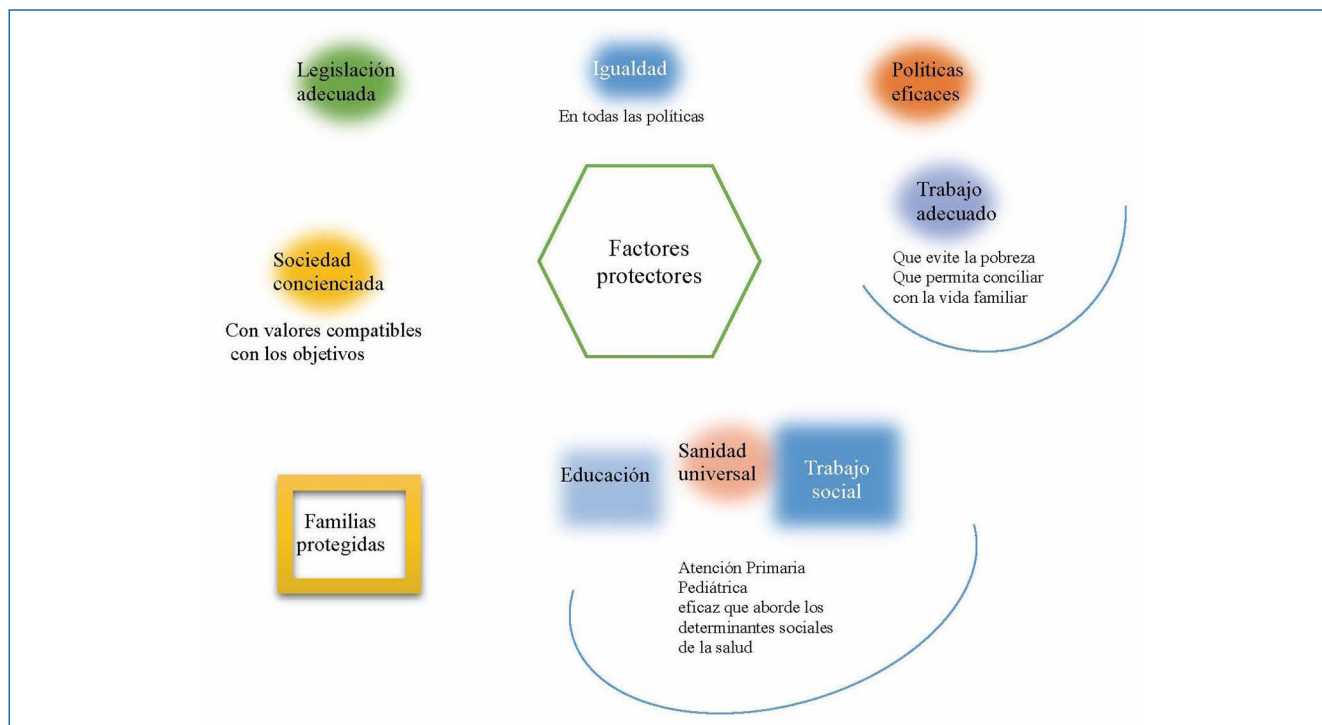 Legislación
adecuada
Igualdad
En todas las políticas
Políticas
eficaces
Sociedad
concienciada
Con valores compatibles
con los objetivos
Factores
protectores
Trabajo
adecuado
Que evite la pobreza
Que permita conciliar
con la vida familiar
Familias
protegidas
Educación
Sanidad
universal
Trabajo
social
Atención Primaria
Pediátrica
eficaz que aborde los
determinantes sociales
de la salud